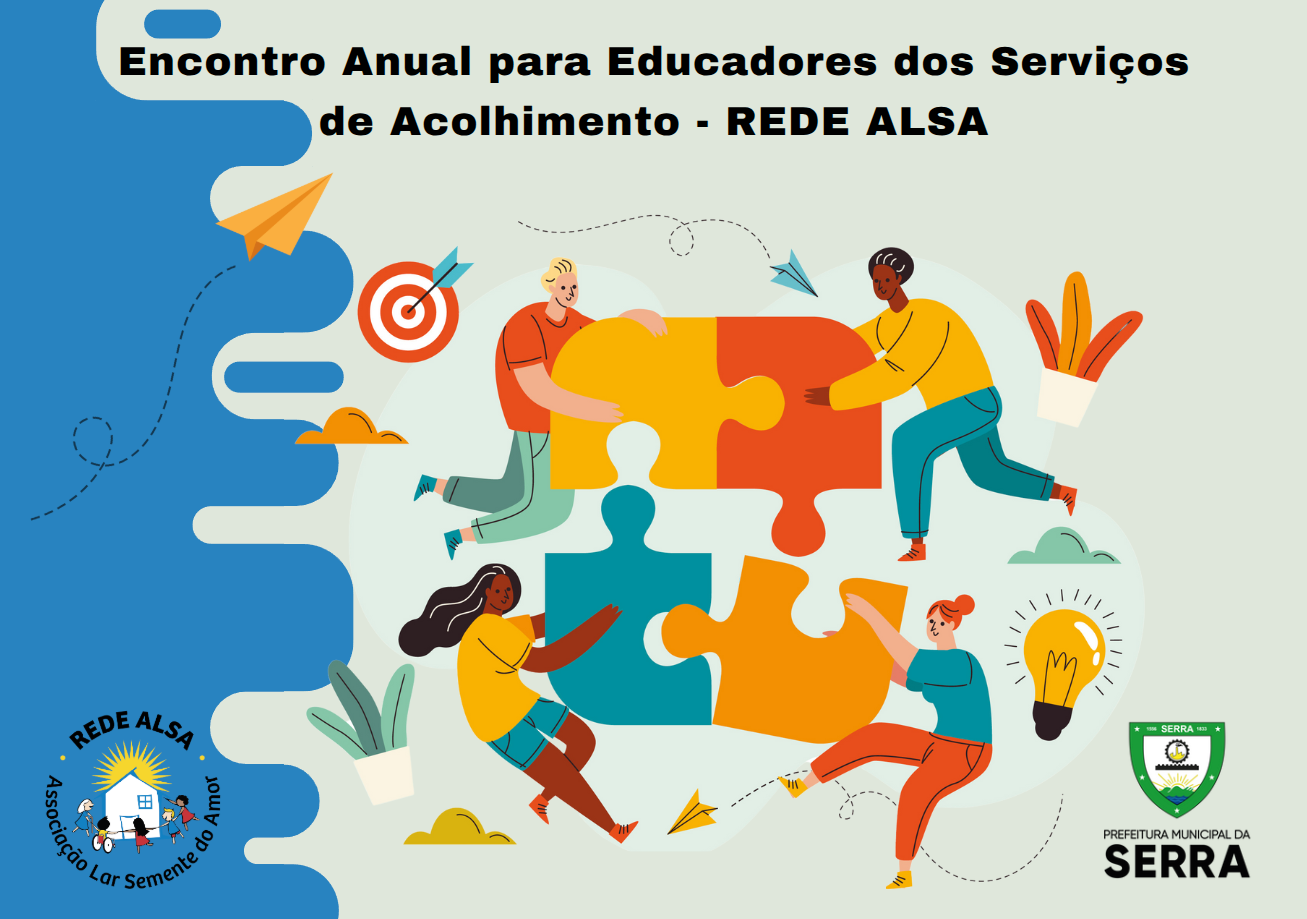 Encontro Anual para Educadores dos Serviços
de Acolhimento - REDE ALSA
REDE ALSA
Associação Lar Semente do Amor
SERRA
PREFEITURA MUNICIPAL DA
SERRA